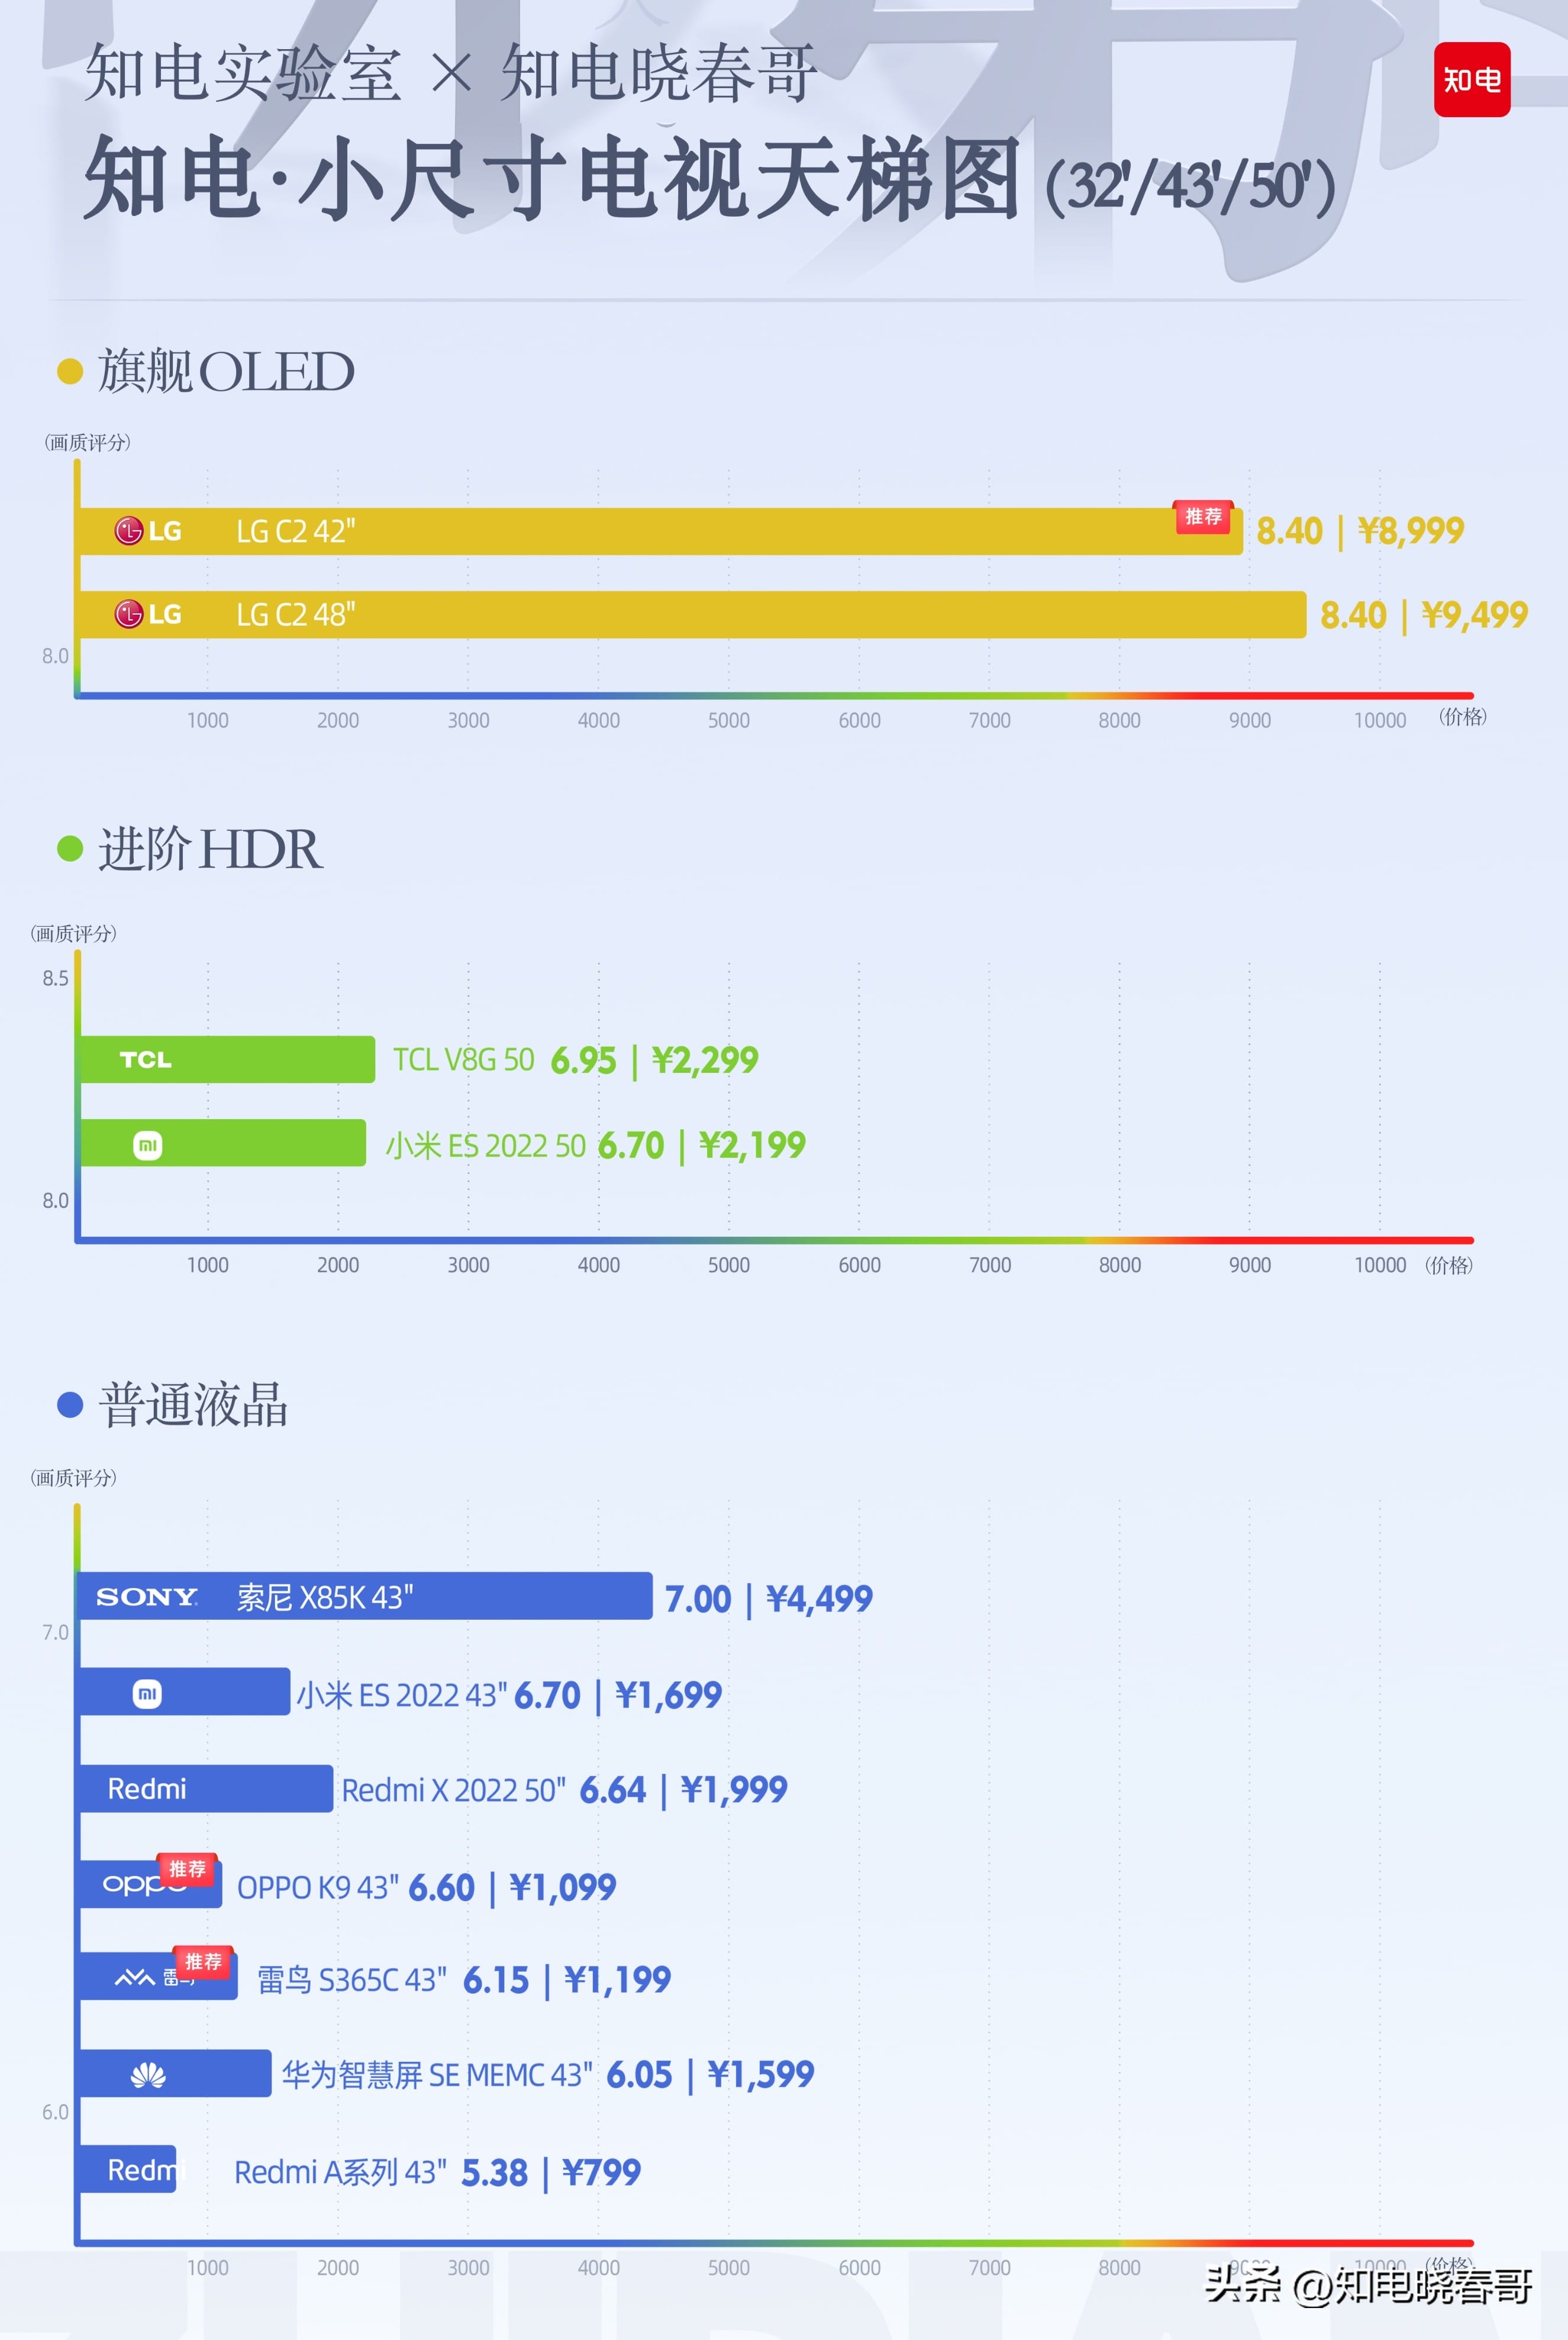 知电实验室 × 知电晓春哥
知电
知电·小尺寸电视天梯图 (32'/43'/50')
旗舰OLED
(画质评分)
推荐
LG LG C2 42" 8.40 | ¥8,999
LG LG C2 48" 8.40 | ¥9,499
8.0
1000 2000 3000 4000 5000 6000 7000 8000 9000 10000 (价格)
进阶HDR
(画质评分)
8.5
TCL TCL V8G 50 6.95 | ¥2,299
mi 小米 ES 2022 50 6.70 | ¥2,199
8.0
1000 2000 3000 4000 5000 6000 7000 8000 9000 10000 (价格)
普通液晶
(画质评分)
SONY 索尼 X85K 43" 7.00 | ¥4,499
7.0
mi 小米 ES 2022 43" 6.70 | ¥1,699
Redmi Redmi X 2022 50" 6.64 | ¥1,999
推荐
oppo OPPO K9 43" 6.60 | ¥1,099
推荐
雷鸟 S365C 43" 6.15 | ¥1,199
华为智慧屏 SE MEMC 43" 6.05 | ¥1,599
6.0
Redmi Redmi A系列 43" 5.38 | ¥799
1000 2000 3000 4000 5000 6000 7000 8000 9000 10000 (价格)
头条 @知电晓春哥